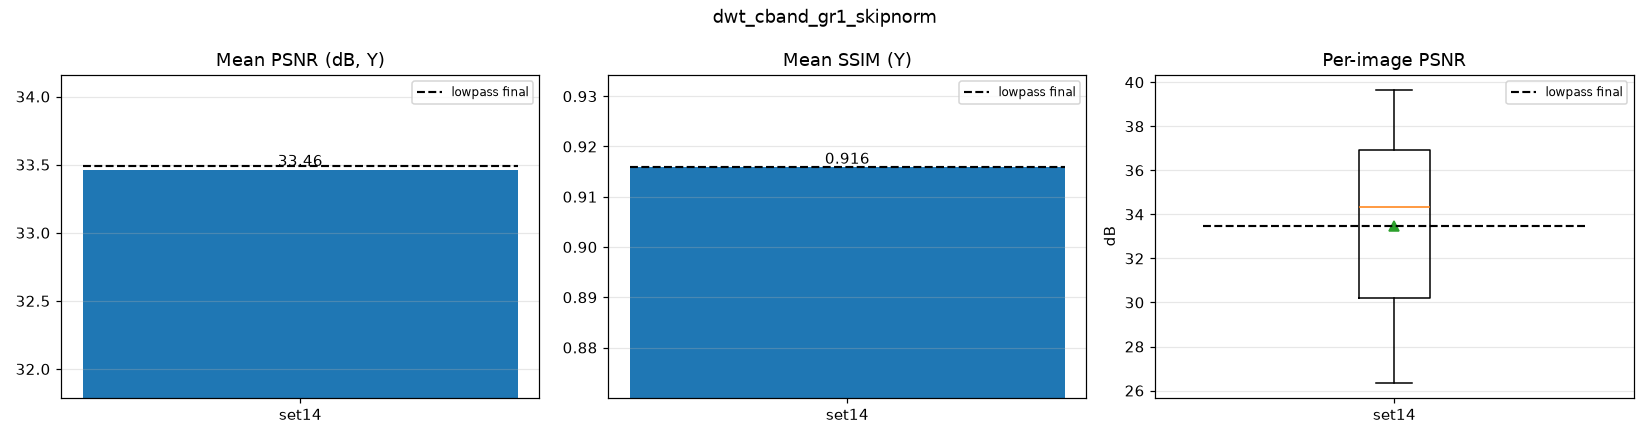 dwt_cband_gr1_skipnorm
Mean PSNR (dB, Y)
34.0
33.5
33.0
32.5
32.0
lowpass final
33.46
set14
Mean SSIM (Y)
0.93
0.92
0.91
0.90
0.89
0.88
lowpass final
0.916
set14
Per-image PSNR
dB
40
38
36
34
32
30
28
26
lowpass final
set14